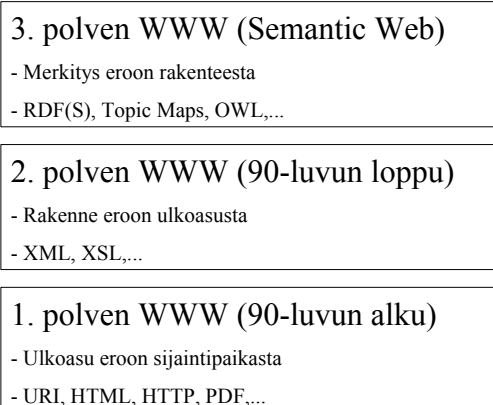 3. polven WWW (Semantic Web)
- Merkitys eroon rakenteesta
- RDF(S), Topic Maps, OWL,...
2. polven WWW (90-luvun loppu)
- Rakenne eroon ulkoasusta
- XML, XSL,...
1. polven WWW (90-luvun alku)
- Ulkoasu eroon sijaintipaikasta
- URI, HTML, HTTP, PDF,...